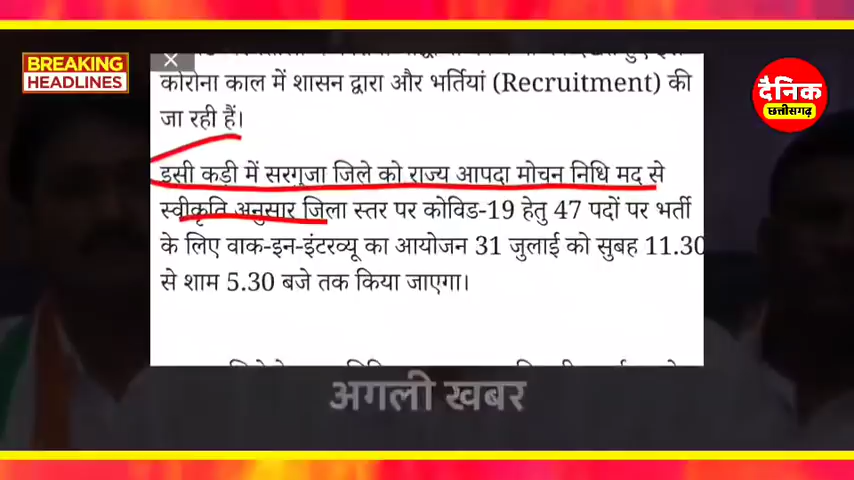 BREAKING
HEADLINES
दैनिक
छत्तीसगढ़
कोरोना काल में शासन द्वारा और भर्तियां (Recruitment) की
जा रही हैं।
इसी कड़ी में सरगुजा जिले को राज्य आपदा मोचन निधि मद से
स्वीकृति अनुसार जिला स्तर पर कोविड-19 हेतु 47 पदों पर भर्ती
के लिए वाक-इन-इंटरव्यू का आयोजन 31 जुलाई को सुबह 11.30
से शाम 5.30 बजे तक किया जाएगा।
अगली खबर